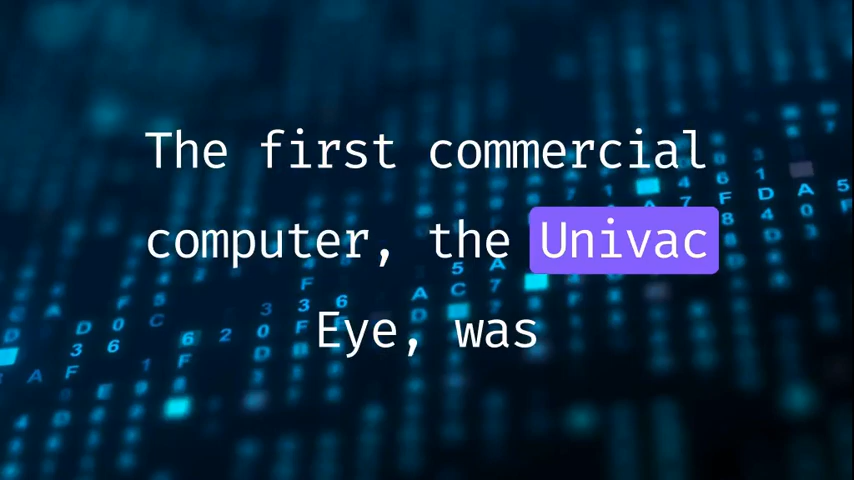 The first commercial
computer, the Univac
Eye, was